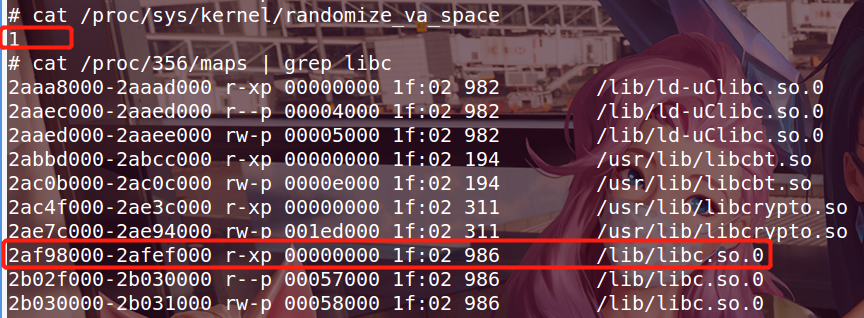 # cat /proc/sys/kernel/randomize_va_space
1
# cat /proc/356/maps | grep libc
2aaa8000-2aaad000 r-xp 00000000 1f:02 982 /lib/ld-uClibc.so.0
2aaec000-2aaed000 r--p 00004000 1f:02 982 /lib/ld-uClibc.so.0
2aaed000-2aaee000 rw-p 00005000 1f:02 982 /lib/ld-uClibc.so.0
2abbd000-2abcc000 r-xp 00000000 1f:02 194 /usr/lib/libcbt.so
2ac0b000-2ac0c000 rw-p 0000e000 1f:02 194 /usr/lib/libcbt.so
2ac4f000-2ae3c000 r-xp 00000000 1f:02 311 /usr/lib/libcrypto.so
2ae7c000-2ae94000 rw-p 001ed000 1f:02 311 /usr/lib/libcrypto.so
2af98000-2afef000 r-xp 00000000 1f:02 986 /lib/libc.so.0
2b02f000-2b030000 r--p 00057000 1f:02 986 /lib/libc.so.0
2b030000-2b031000 rw-p 00058000 1f:02 986 /lib/libc.so.0